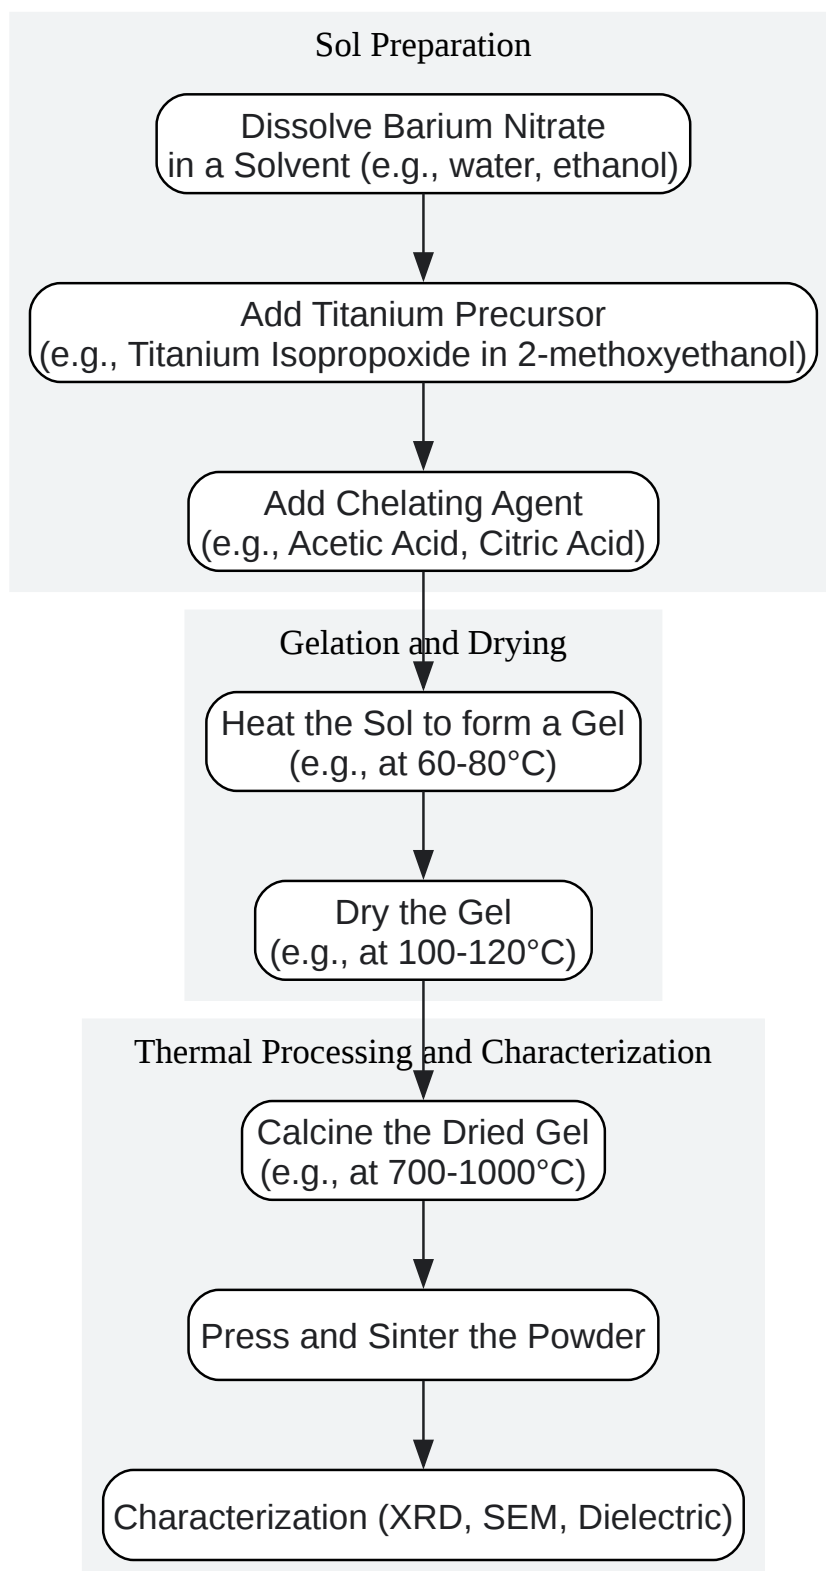 Sol Preparation
Dissolve Barium Nitrate
in a Solvent (e.g., water, ethanol)
Add Titanium Precursor
(e.g., Titanium Isopropoxide in 2-methoxyethanol)
Add Chelating Agent
(e.g., Acetic Acid, Citric Acid)
Gelation and Drying
Heat the Sol to form a Gel
(e.g., at 60-80°C)
Dry the Gel
(e.g., at 100-120°C)
Thermal Processing and Characterization
Calcine the Dried Gel
(e.g., at 700-1000°C)
Press and Sinter the Powder
Characterization (XRD, SEM, Dielectric)